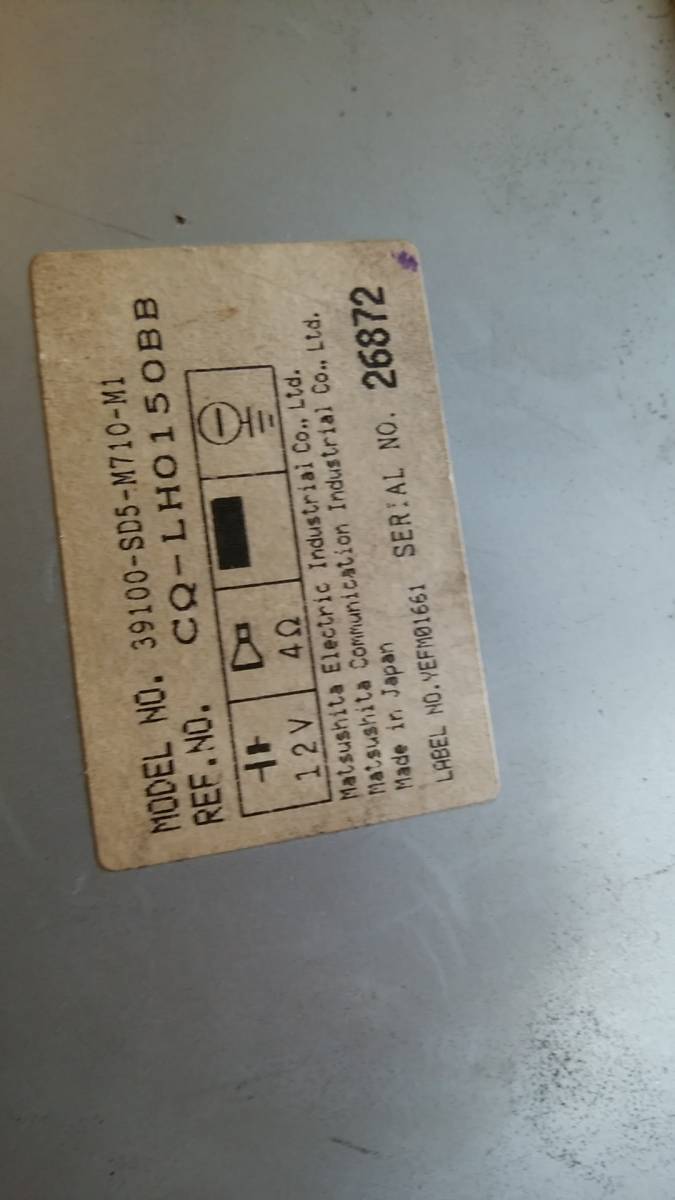 MODEL NO. 39100-SD5-M710-M1
REF.NO. CQ-LH0150BB
12V 4Ω
Matsushita Electric Industrial Co., Ltd.
Matsushita Communication Industrial Co., Ltd.
Made in Japan SERIAL NO. 26872
LABEL NO.YEFM01661